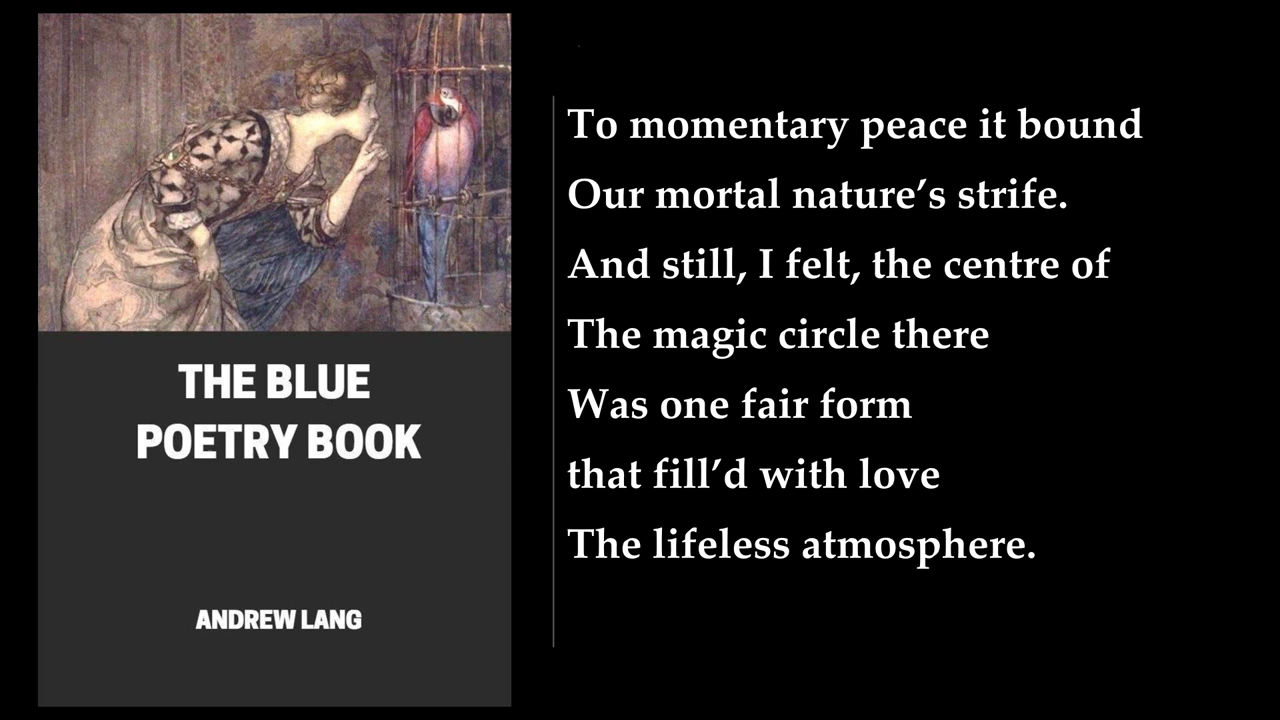 THE BLUE
POETRY BOOK
ANDREW LANG
To momentary peace it bound
Our mortal nature’s strife.
And still, I felt, the centre of
The magic circle there
Was one fair form
that fill’d with love
The lifeless atmosphere.